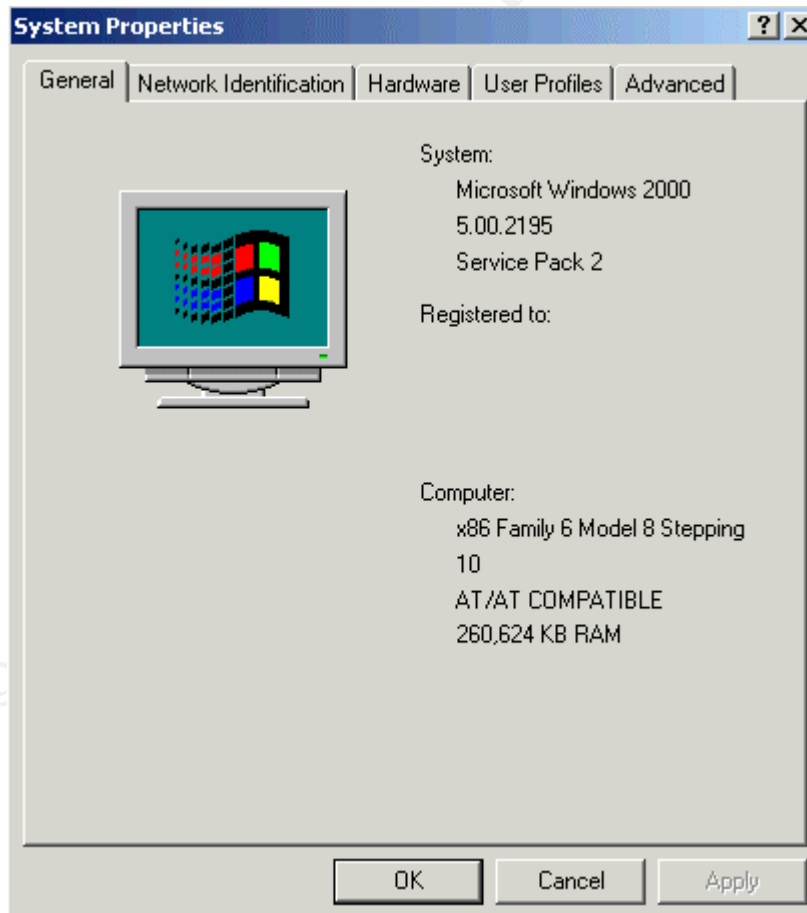 System Properties
General Network Identification Hardware User Profiles Advanced
System:
Microsoft Windows 2000
5.00.2195
Service Pack 2
Registered to:
Computer:
x86 Family 6 Model 8 Stepping
10
AT/AT COMPATIBLE
260,624 KB RAM
OK Cancel Apply